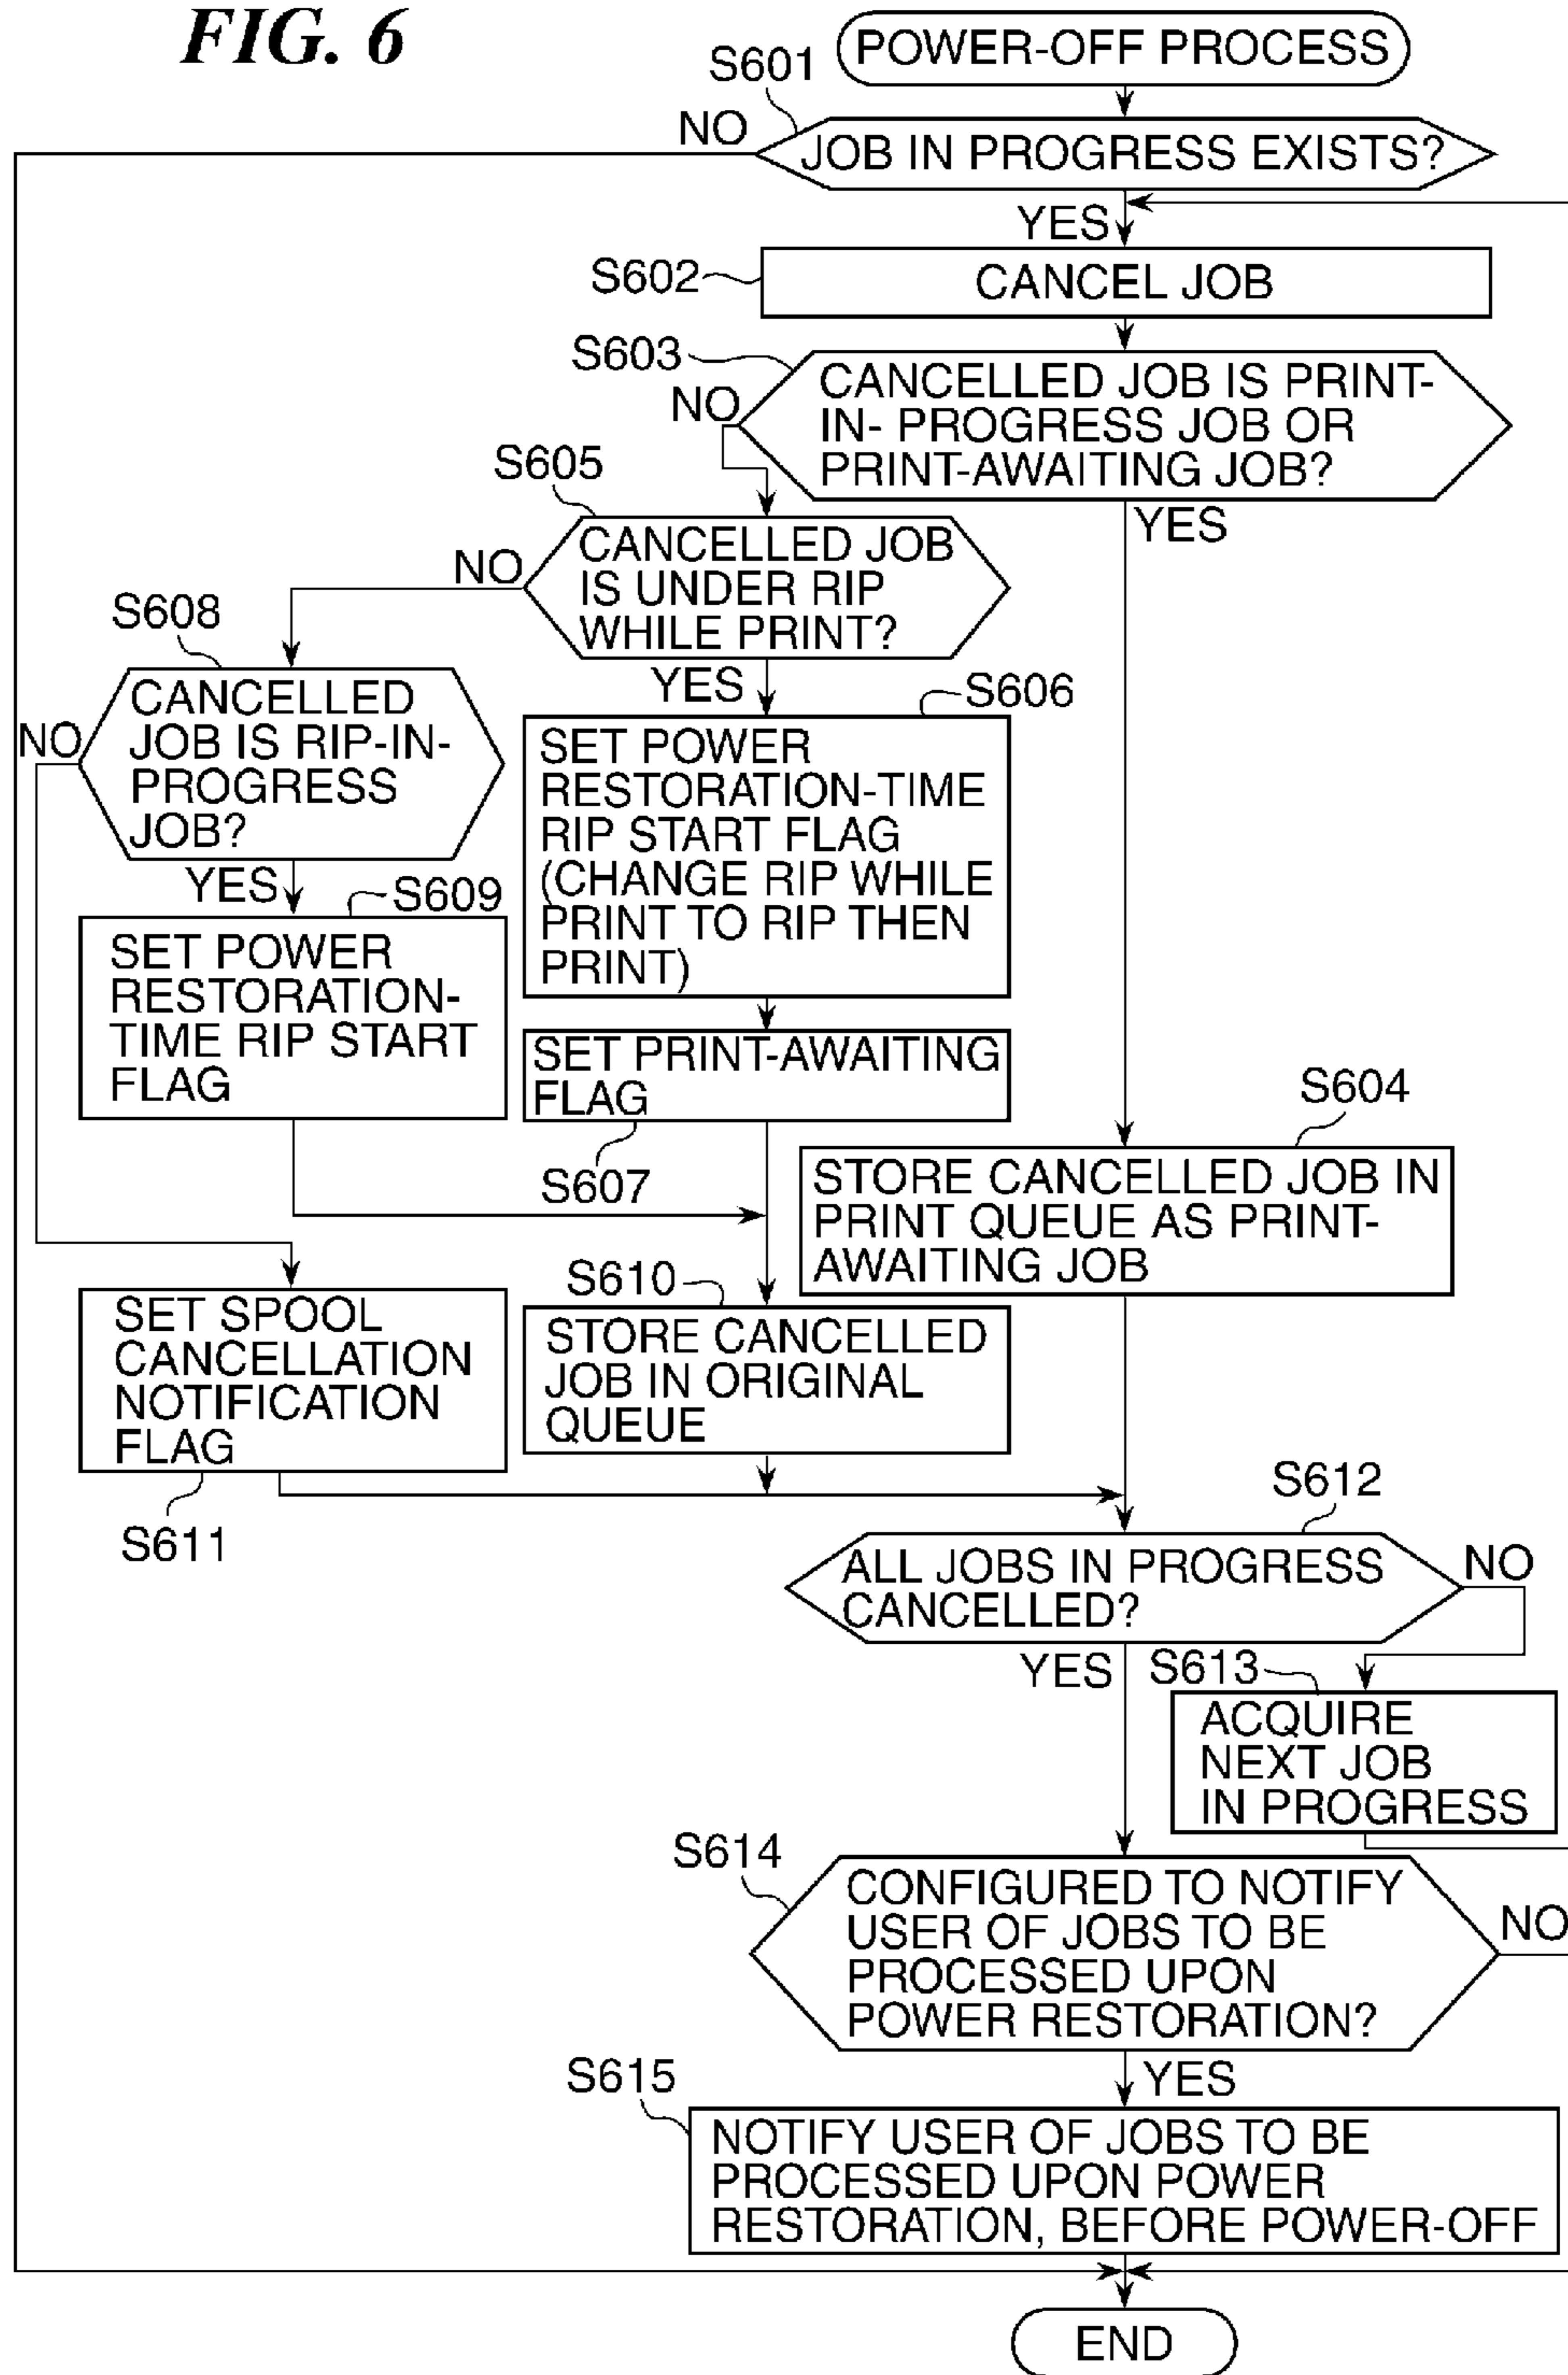 FIG. 6
POWER-OFF PROCESS
S601
NO
JOB IN PROGRESS EXISTS?
YES
S602
CANCEL JOB
S603
NO
CANCELLED JOB IS PRINT-
IN- PROGRESS JOB OR
PRINT-AWAITING JOB?
YES
S605
CANCELLED JOB
IS UNDER RIP
WHILE PRINT?
NO
YES
S608
CANCELLED
JOB IS RIP-IN-
PROGRESS
JOB?
NO
YES
S606
SET POWER
RESTORATION-TIME
RIP START FLAG
(CHANGE RIP WHILE
PRINT TO RIP THEN
PRINT)
S609
SET POWER
RESTORATION-
TIME RIP START
FLAG
SET PRINT-AWAITING
FLAG
S607
S604
STORE CANCELLED JOB IN
PRINT QUEUE AS PRINT-
AWAITING JOB
S610
STORE CANCELLED
JOB IN ORIGINAL
QUEUE
SET SPOOL
CANCELLATION
NOTIFICATION
FLAG
S611
S612
ALL JOBS IN PROGRESS
CANCELLED?
NO
YES
S613
ACQUIRE
NEXT JOB
IN PROGRESS
S614
CONFIGURED TO NOTIFY
USER OF JOBS TO BE
PROCESSED UPON
POWER RESTORATION?
NO
YES
S615
NOTIFY USER OF JOBS TO BE
PROCESSED UPON POWER
RESTORATION, BEFORE POWER-OFF
END